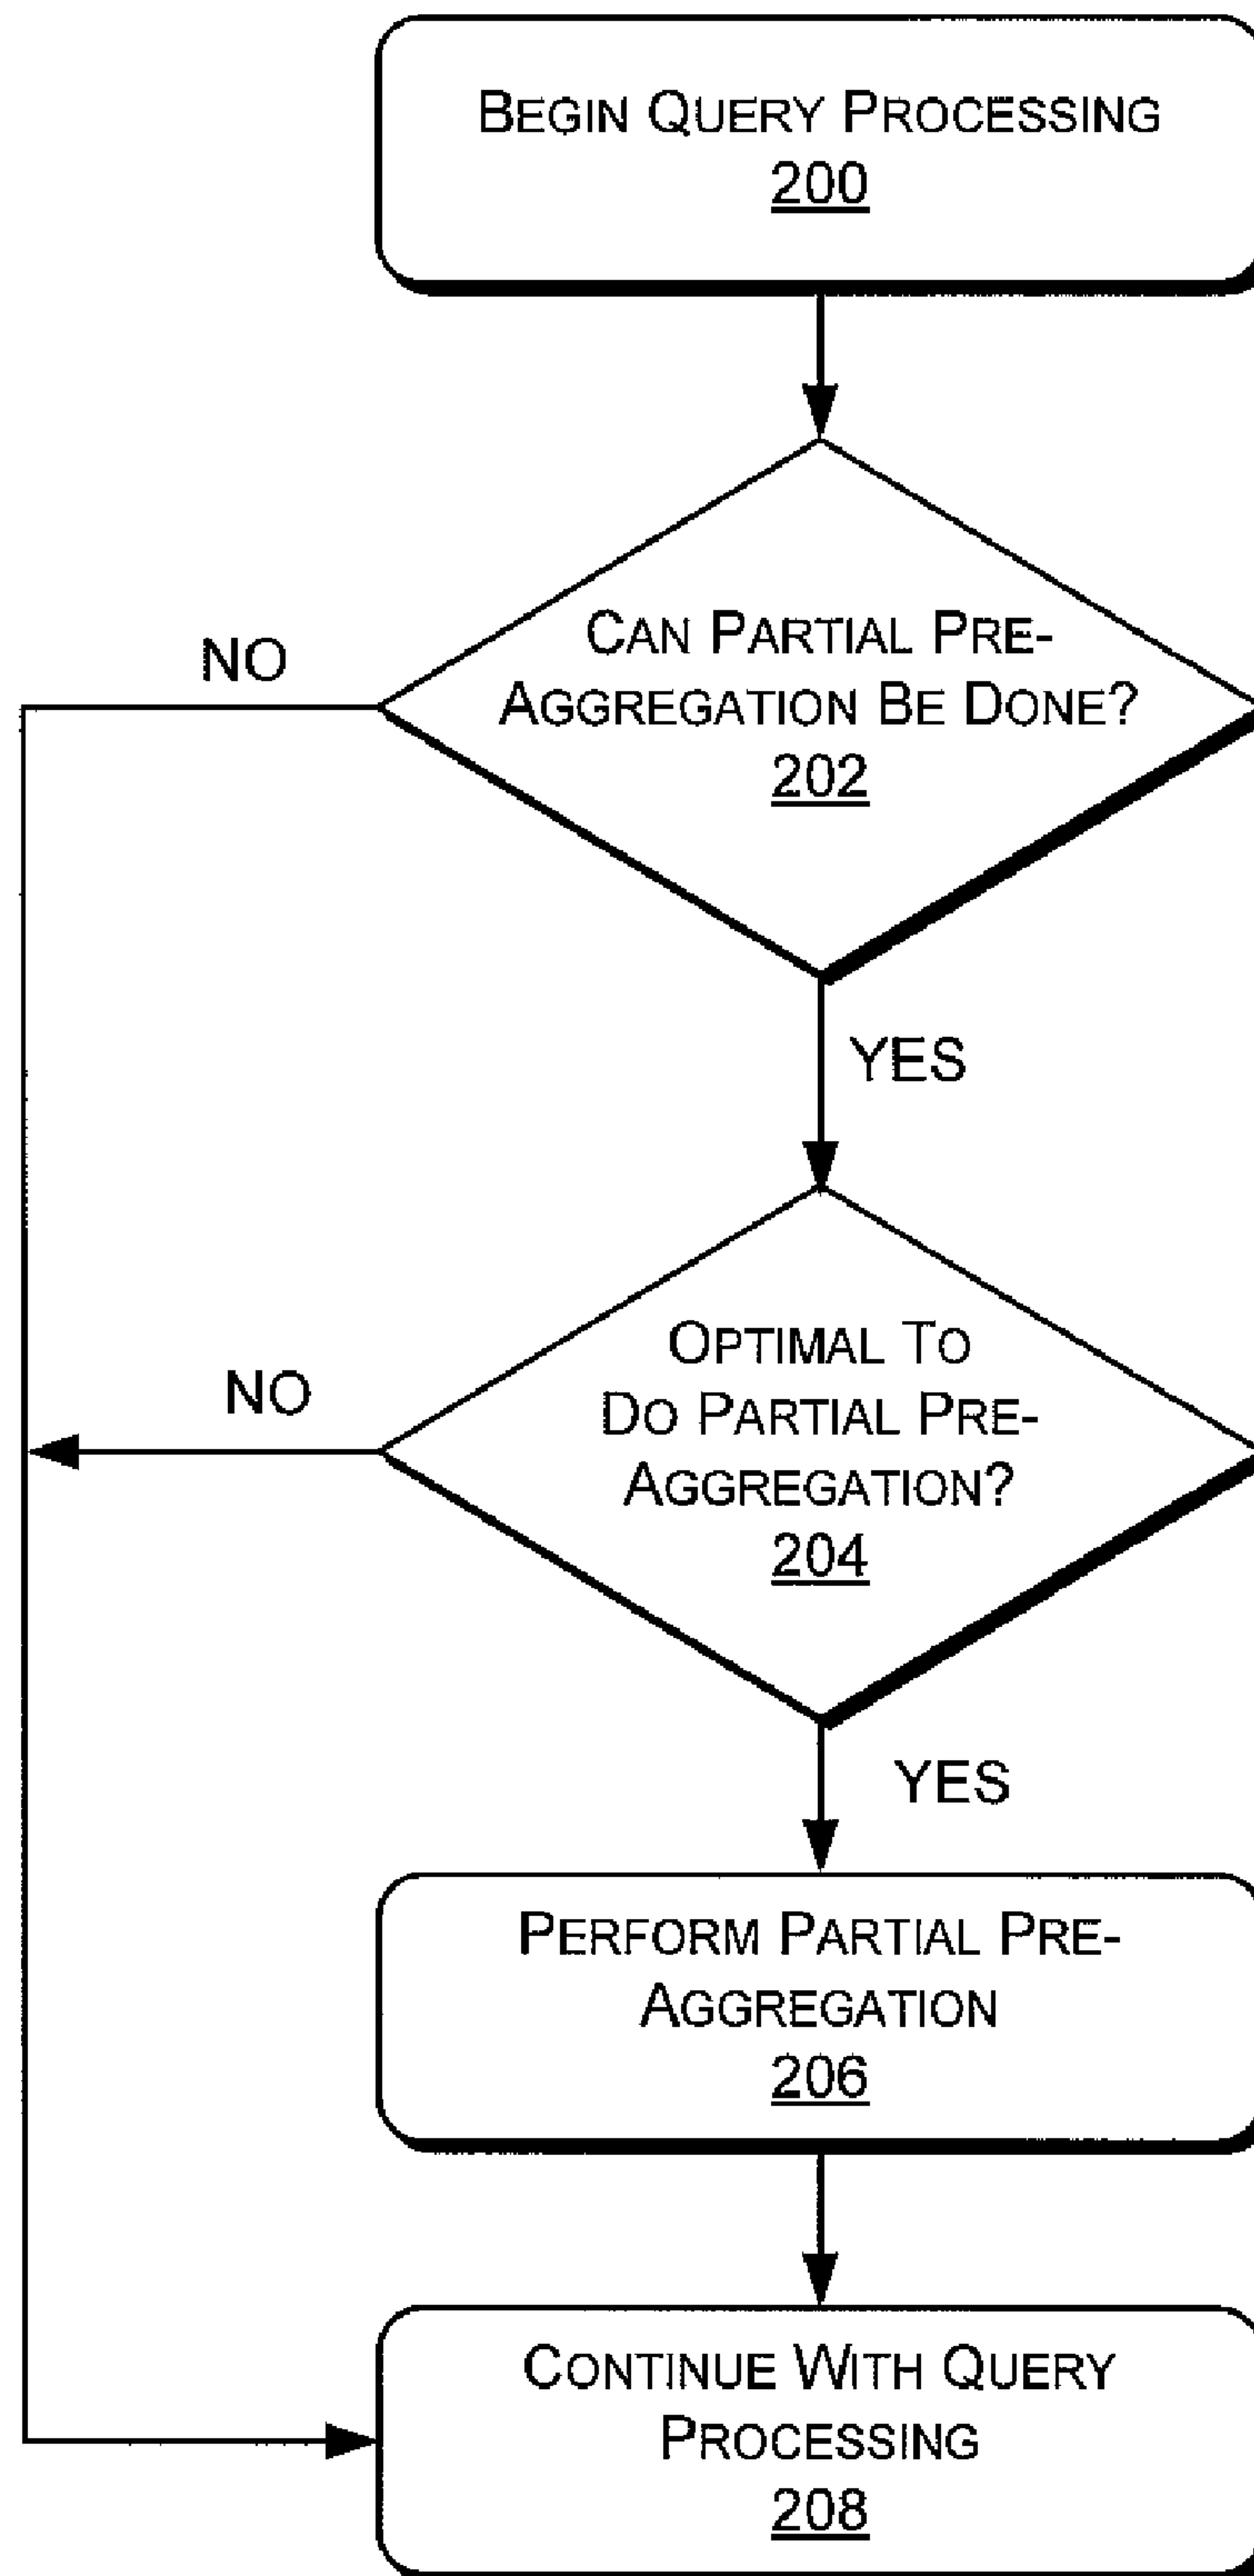 BEGIN QUERY PROCESSING
200
CAN PARTIAL PRE-
AGGREGATION BE DONE?
202
NO
YES
OPTIMAL TO
DO PARTIAL PRE-
AGGREGATION?
204
NO
YES
PERFORM PARTIAL PRE-
AGGREGATION
206
CONTINUE WITH QUERY
PROCESSING
208